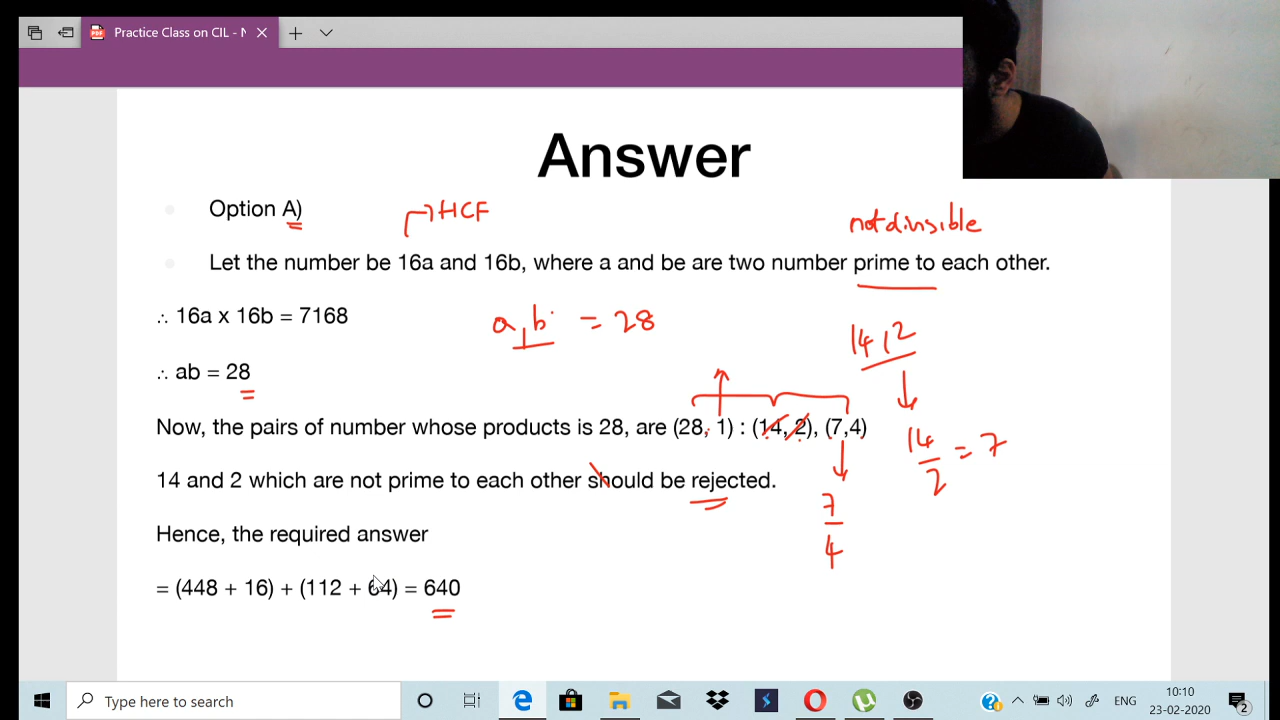 Practice Class on CIL - N
Answer
Option A)
HCF
not divisible
Let the number be 16a and 16b, where a and be are two number prime to each other.
∴ 16a x 16b = 7168
a, b = 28
14, 2
∴ ab = 28
Now, the pairs of number whose products is 28, are (28, 1) : (14, 2), (7,4)
14/2 = 7
14 and 2 which are not prime to each other should be rejected.
7/4
Hence, the required answer
= (448 + 16) + (112 + 64) = 640
Type here to search
ENG
10:10
23-02-2020
2